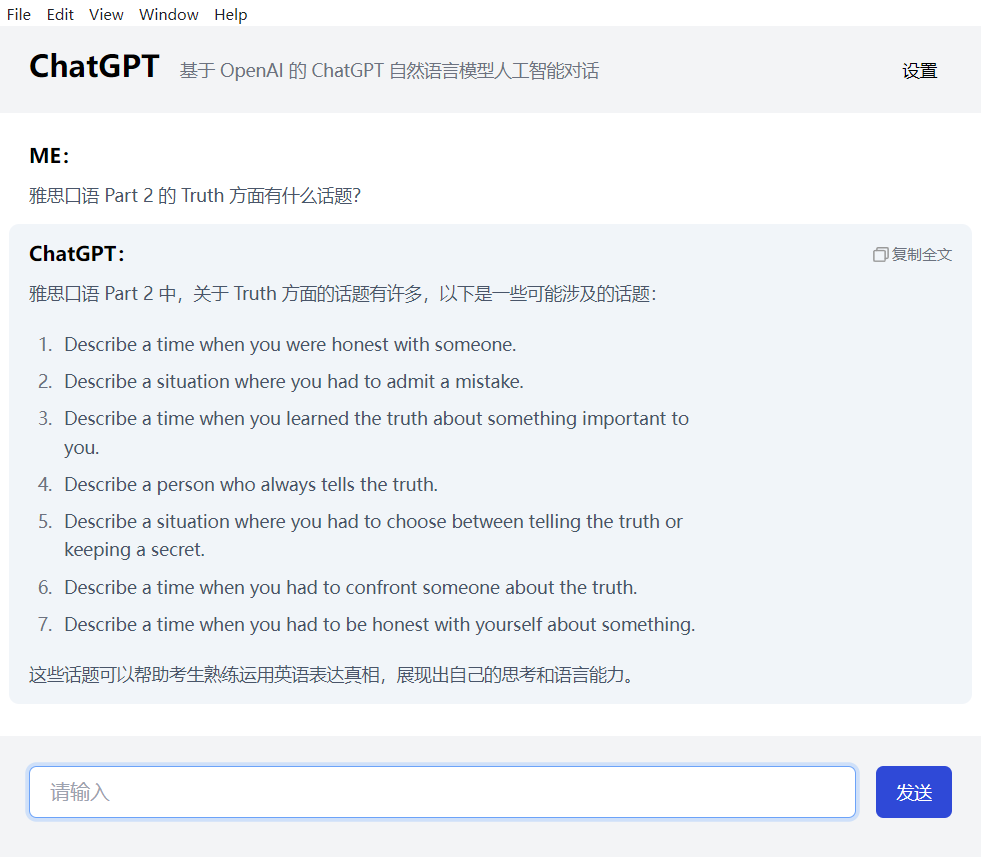 File Edit View Window Help
ChatGPT 基于 OpenAI 的 ChatGPT 自然语言模型人工智能对话 设置
ME：
雅思口语 Part 2 的 Truth 方面有什么话题？
ChatGPT： 复制全文
雅思口语 Part 2 中，关于 Truth 方面的话题有许多，以下是一些可能涉及的话题：
1. Describe a time when you were honest with someone.
2. Describe a situation where you had to admit a mistake.
3. Describe a time when you learned the truth about something important to
you.
4. Describe a person who always tells the truth.
5. Describe a situation where you had to choose between telling the truth or
keeping a secret.
6. Describe a time when you had to confront someone about the truth.
7. Describe a time when you had to be honest with yourself about something.
这些话题可以帮助考生熟练运用英语表达真相，展现出自己的思考和语言能力。
请输入 发送